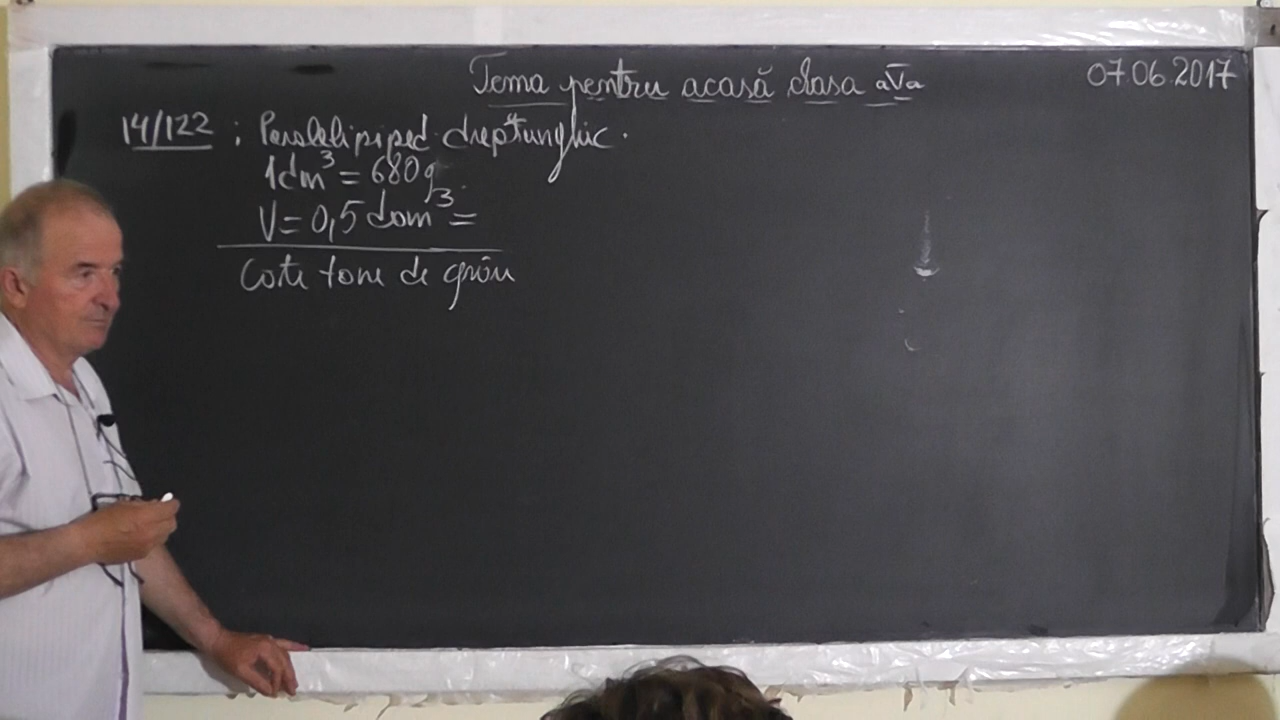 Tema pentru acasă clasa aVa
07.06.2017
14/122 ; Paralelipiped dreptunghic.
1dm³ = 680g.
V = 0,5 dam³ =
Câte tone de grâu